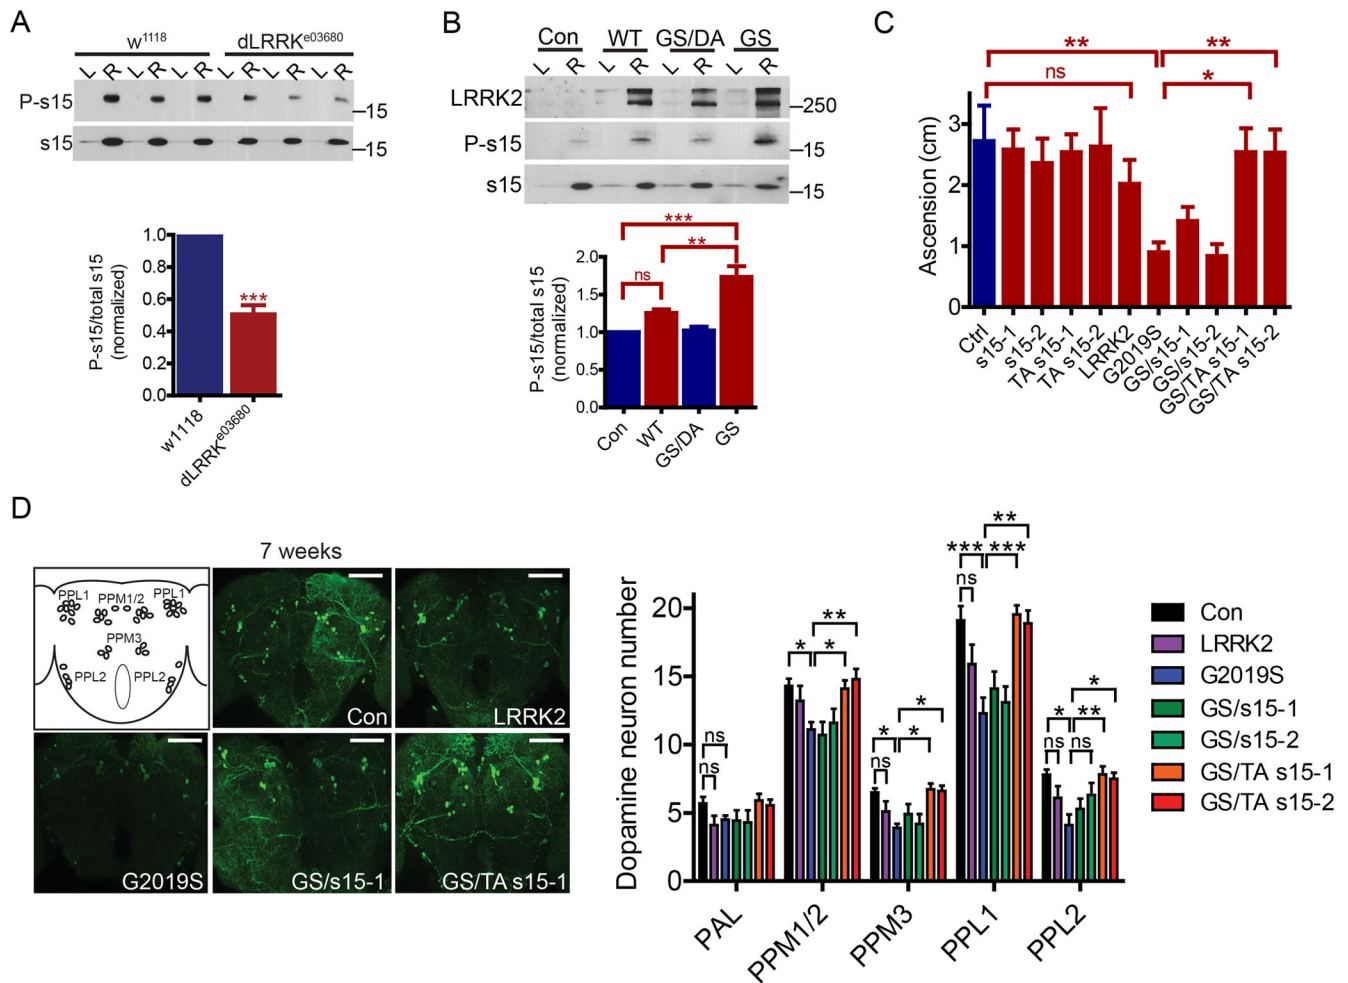 A
w1118
dLRRKe03680
L R L R L R L R L R L R
P-s15
15
s15
15
1.0
0.8
0.6
0.4
0.2
0.0
P-s15/total s15
(normalized)
***
w1118
dLRRKe03680
B
Con WT GS/DA GS
L R L R L R L R
LRRK2
250
P-s15
15
s15
15
***
**
ns
2.0
1.5
1.0
0.5
0.0
P-s15/total s15
(normalized)
Con
WT
GS/DA
GS
C
** **
ns *
3
2
1
0
Ascension (cm)
Ctrl
s15-1
s15-2
TA s15-1
TA s15-2
LRRK2
G2019S
GS/s15-1
GS/s15-2
GS/TA s15-1
GS/TA s15-2
D
7 weeks
PPL1 PPM1/2 PPL1
PPM3
PPL2 PPL2
Con
LRRK2
G2019S
GS/s15-1
GS/TA s15-1
Dopamine neuron number
20
15
10
5
0
ns
ns
**
* *
*
* *
ns
**
*** ***
ns
*
* **
ns ns
PAL
PPM1/2
PPM3
PPL1
PPL2
Con
LRRK2
G2019S
GS/s15-1
GS/s15-2
GS/TA s15-1
GS/TA s15-2